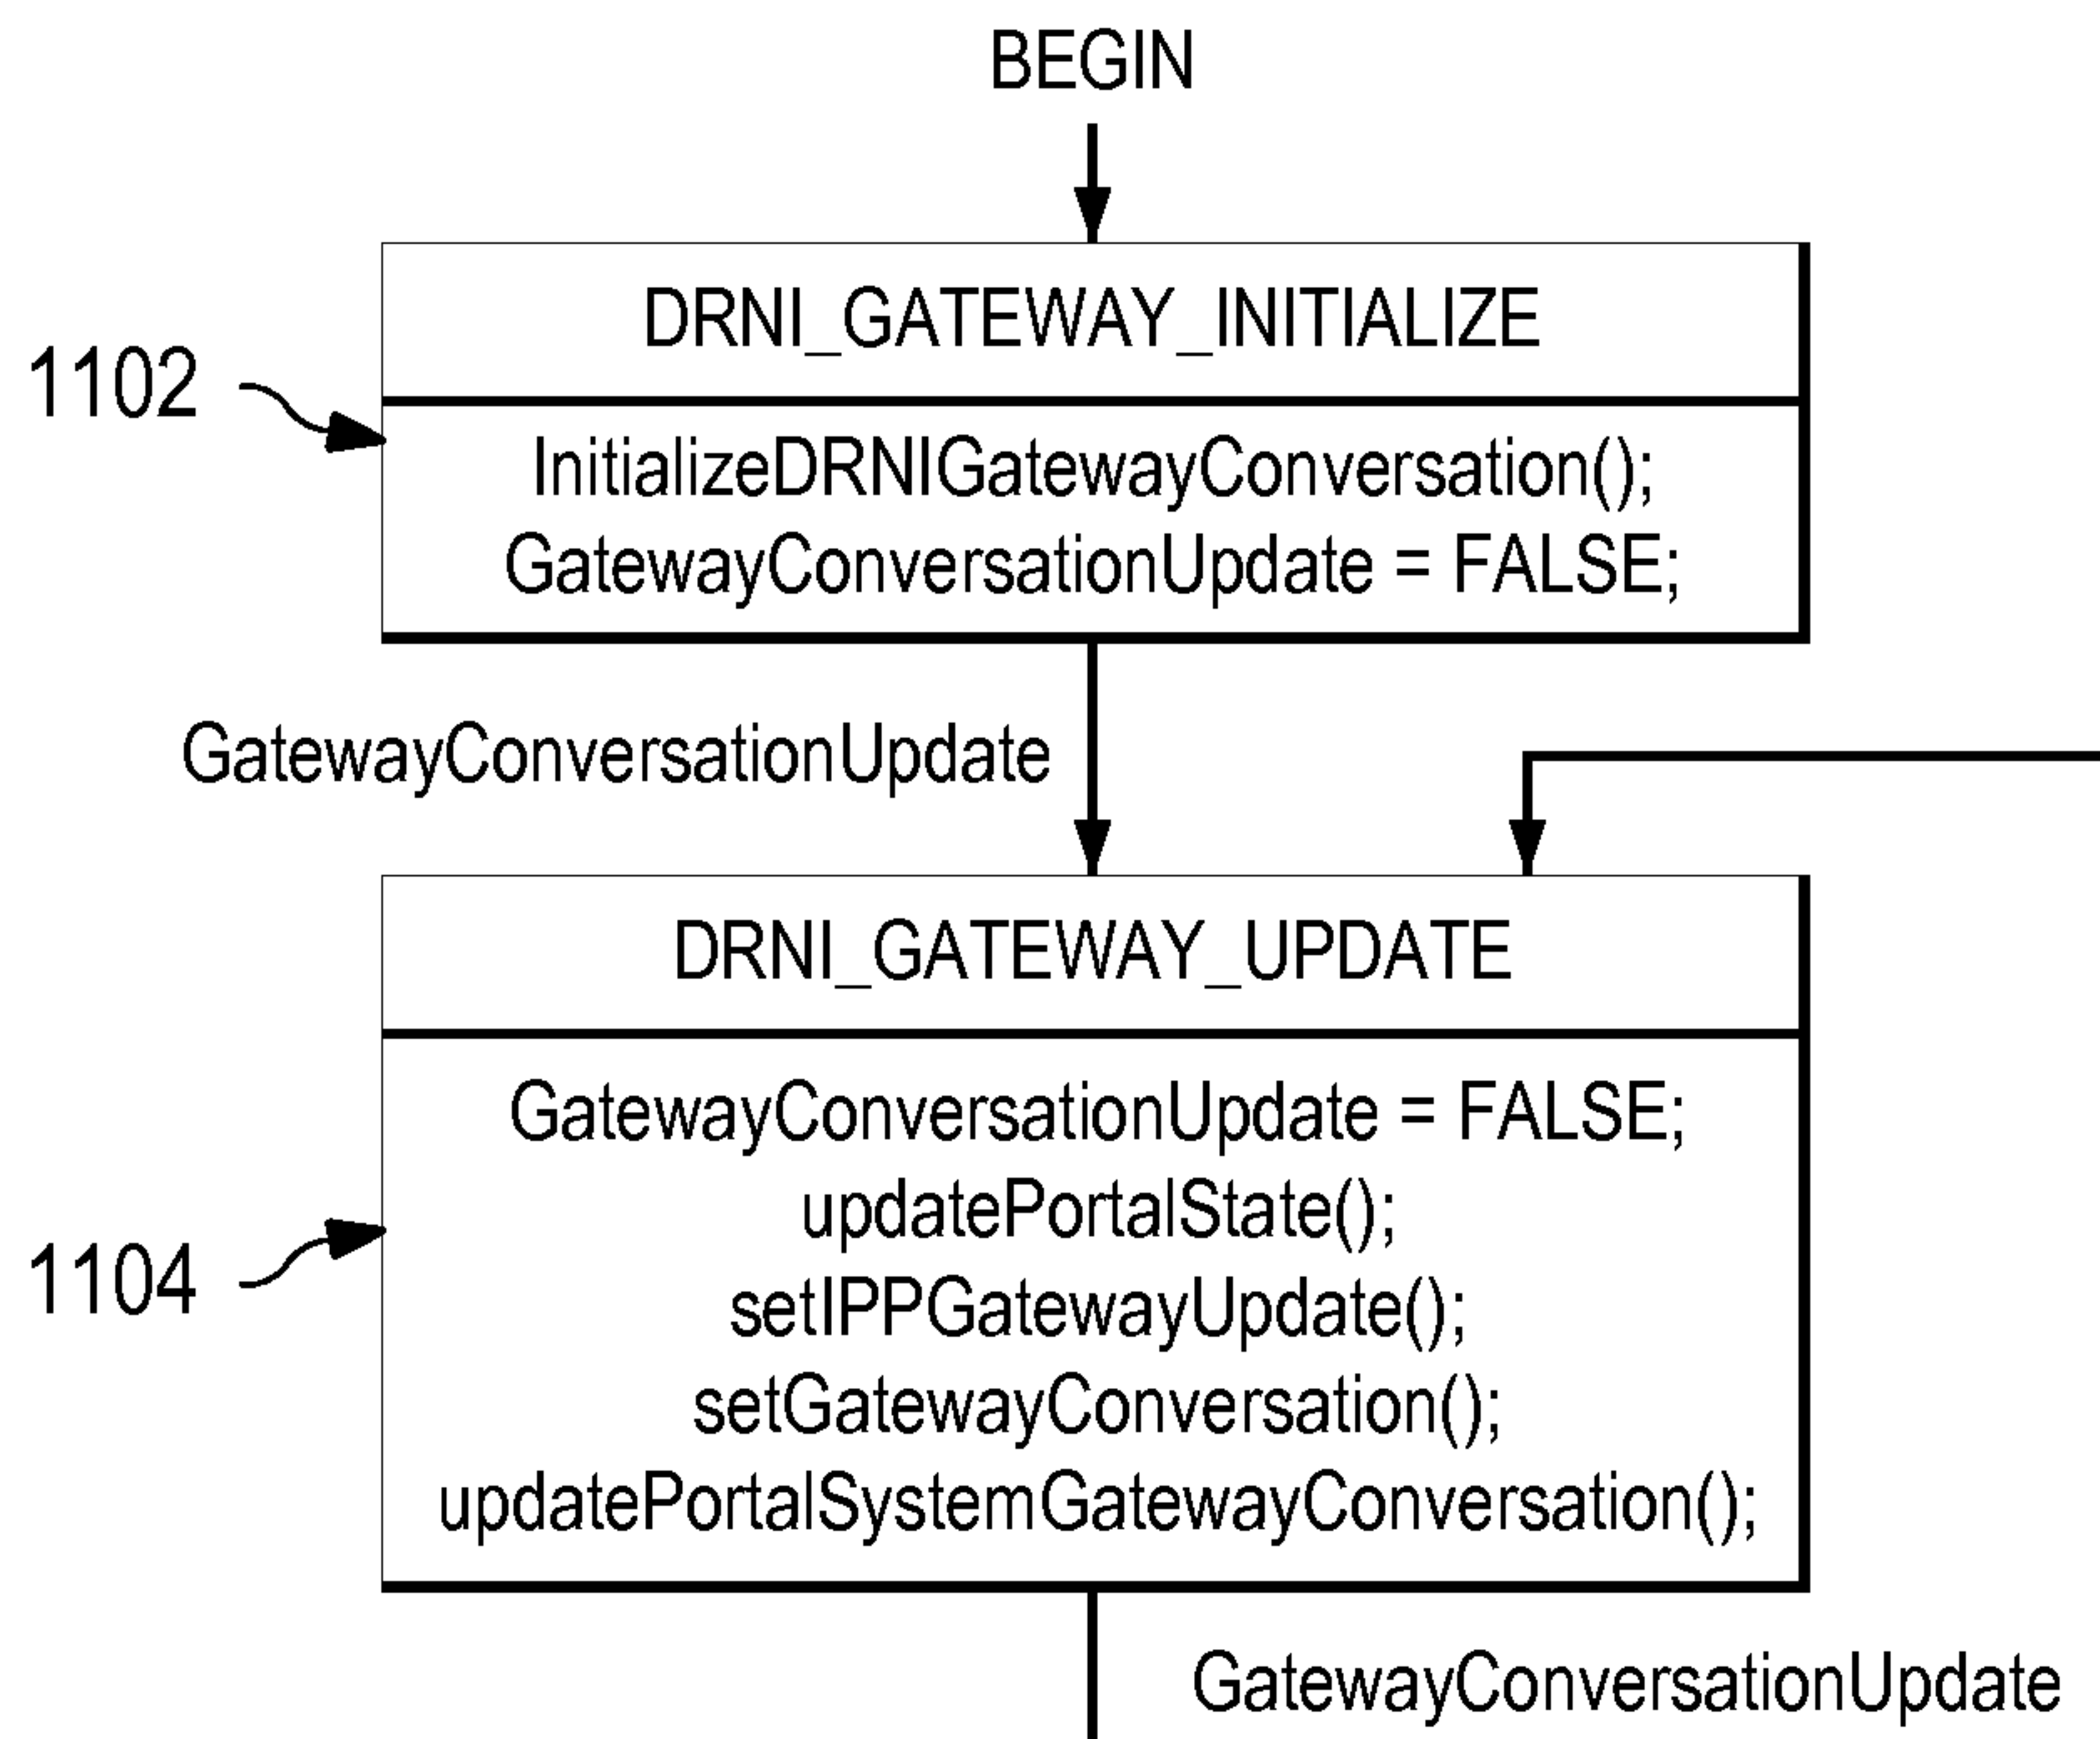 BEGIN
DRNI_GATEWAY_INITIALIZE
1102
InitializeDRNIGatewayConversation();
GatewayConversationUpdate = FALSE;
GatewayConversationUpdate
DRNI_GATEWAY_UPDATE
GatewayConversationUpdate = FALSE;
updatePortalState();
1104
setIPPGatewayUpdate();
setGatewayConversation();
updatePortalSystemGatewayConversation();
GatewayConversationUpdate